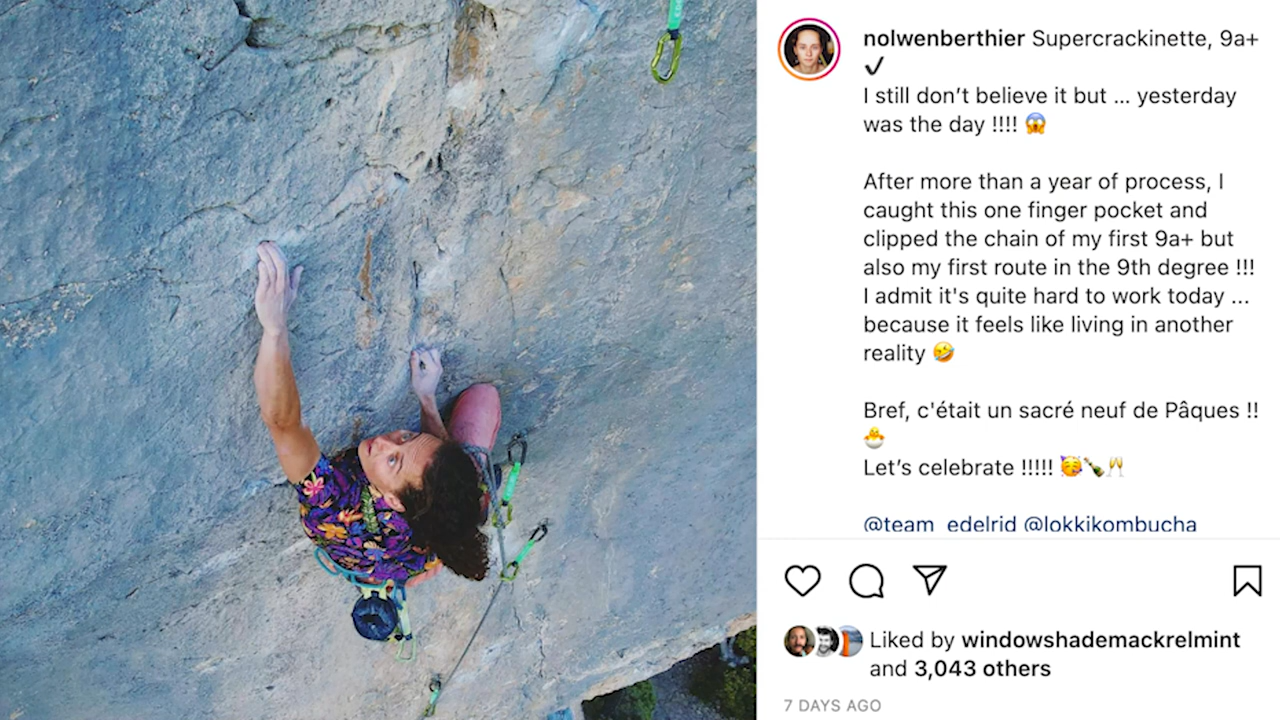 nolwenberthier Supercrackinette, 9a+
✔
I still don’t believe it but ... yesterday
was the day !!!! 😱
After more than a year of process, I
caught this one finger pocket and
clipped the chain of my first 9a+ but
also my first route in the 9th degree !!!
I admit it's quite hard to work today ...
because it feels like living in another
reality 🤣
Bref, c'était un sacré neuf de Pâques !!
🐣
Let’s celebrate !!!!! 🥳🍾🥂
@team_edelrid @lokkikombucha
Liked by windowshademackrelmint
and 3,043 others
7 DAYS AGO